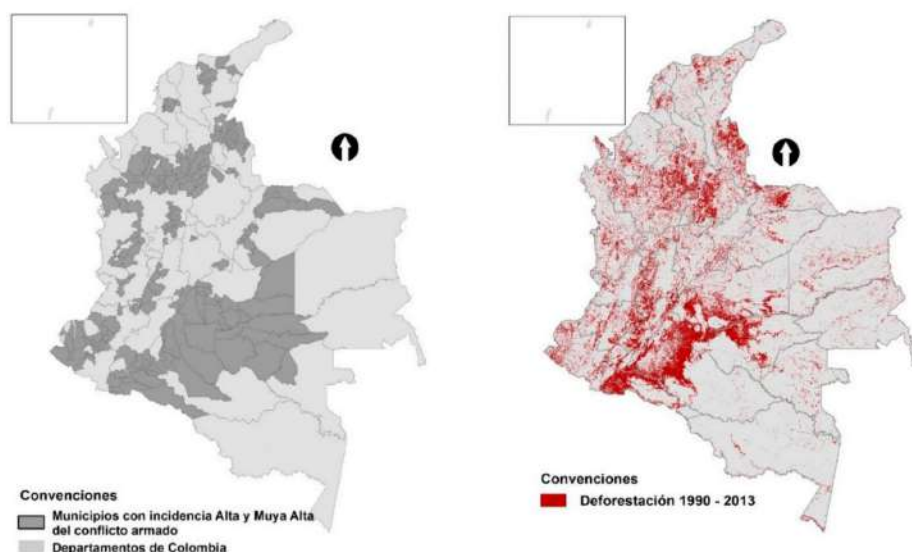 Convenciones
Municipios con incidencia Alta y Muya Alta
del conflicto armado
Departamentos de Colombia
Convenciones
Deforestación 1990 - 2013